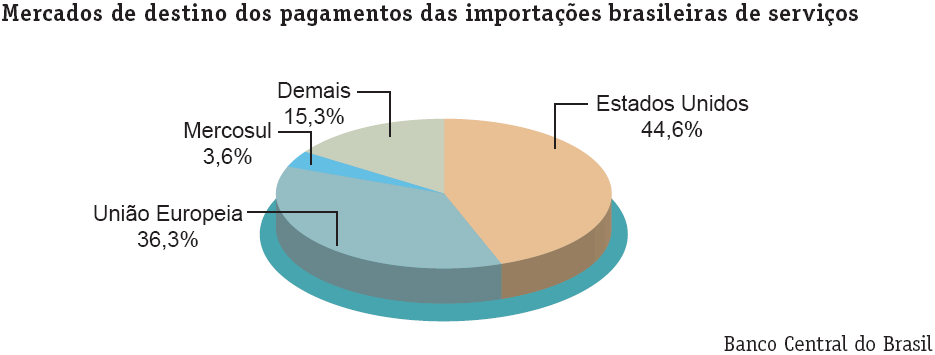 Mercados de destino dos pagamentos das importações brasileiras de serviços
Demais
15,3%
Estados Unidos
44,6%
Mercosul
3,6%
União Europeia
36,3%
Banco Central do Brasil